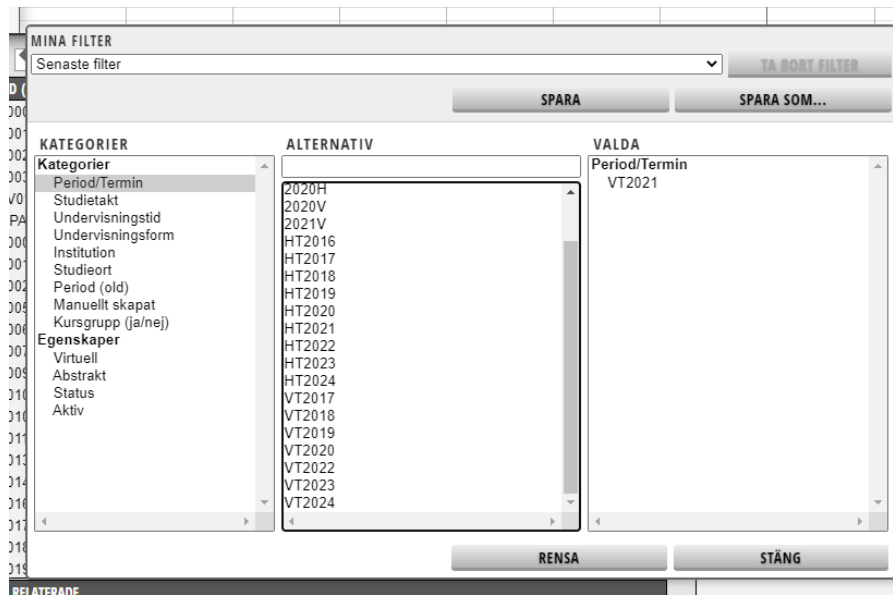 MINA FILTER
Senaste filter
TA BORT FILTER
SPARA
SPARA SOM...
KATEGORIER
Kategorier
Period/Termin
Studietakt
Undervisningstid
Undervisningsform
Institution
Studieort
Period (old)
Manuellt skapat
Kursgrupp (ja/nej)
Egenskaper
Virtuell
Abstrakt
Status
Aktiv
ALTERNATIV
2020H
2020V
2021V
HT2016
HT2017
HT2018
HT2019
HT2020
HT2021
HT2022
HT2023
HT2024
VT2017
VT2018
VT2019
VT2020
VT2022
VT2023
VT2024
VALDA
Period/Termin
VT2021
RENSA
STÄNG
RELATERADE